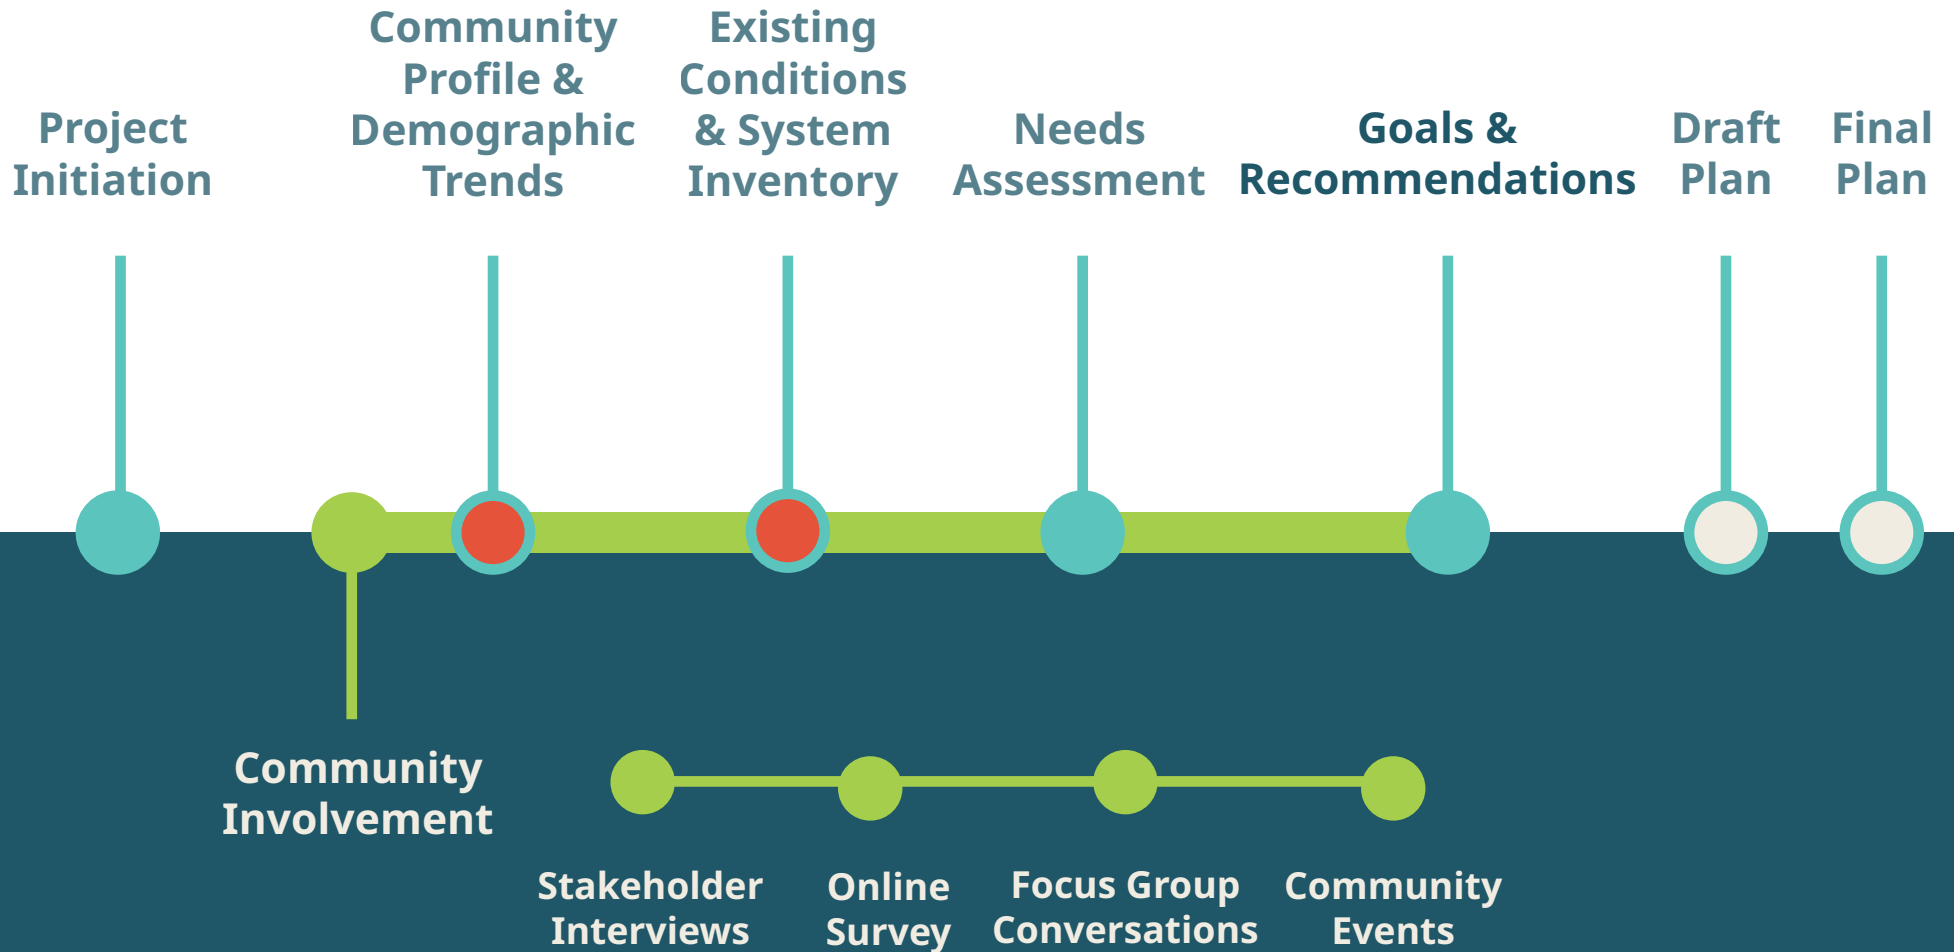 Project
Initiation
Community
Profile &
Demographic
Trends
Existing
Conditions
& System
Inventory
Needs
Assessment
Goals &
Recommendations
Draft
Plan
Final
Plan
Community
Involvement
Stakeholder
Interviews
Online
Survey
Focus Group
Conversations
Community
Events